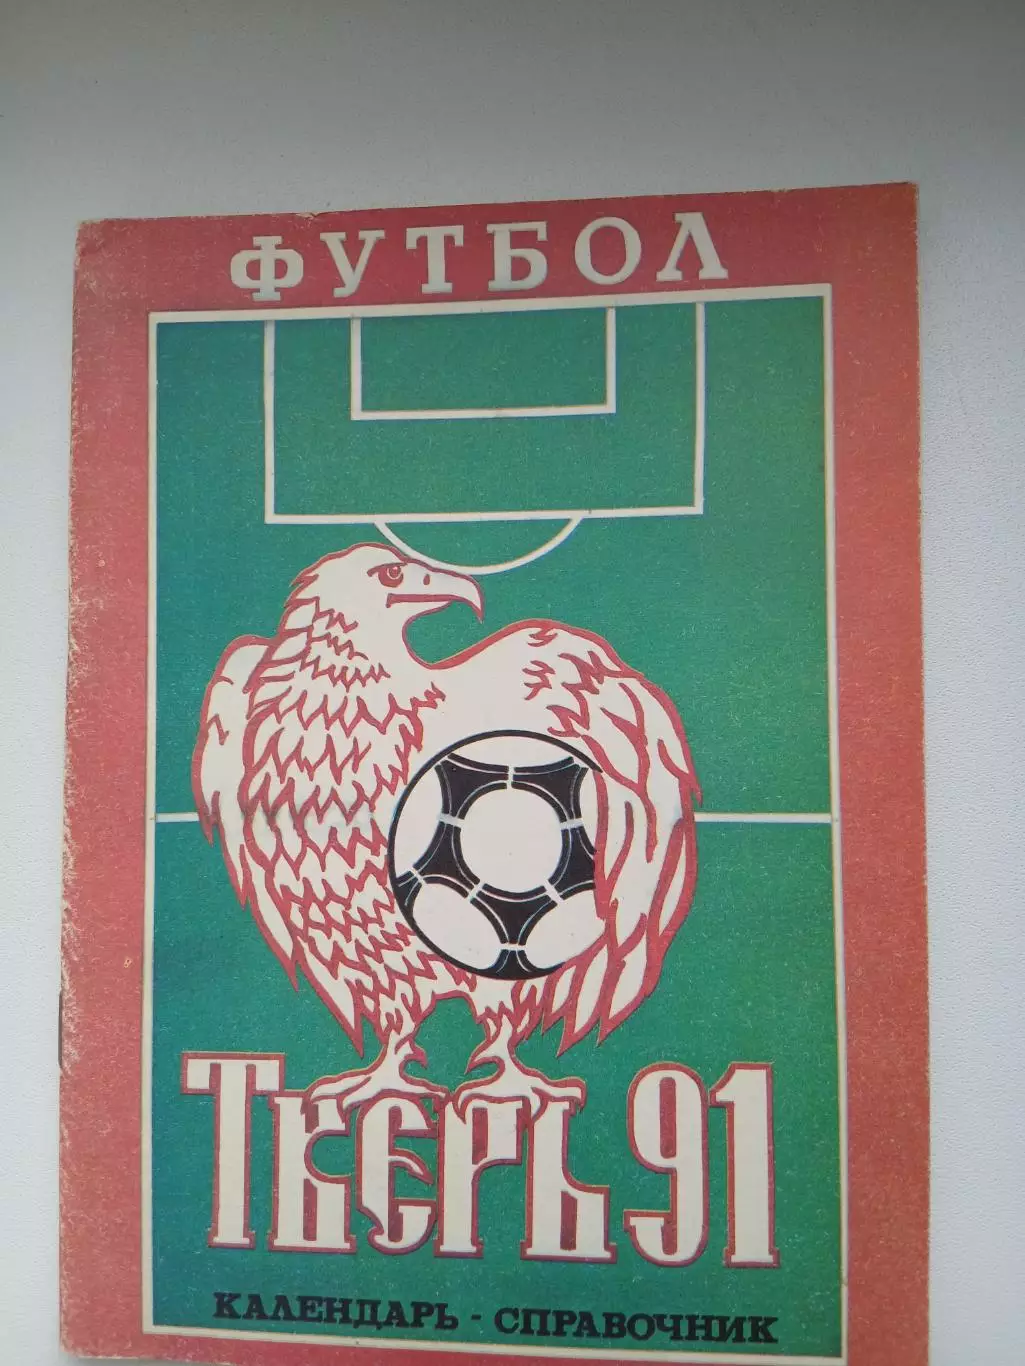 ФУТБОЛ
Тверь 91
КАЛЕНДАРЬ - СПРАВОЧНИК